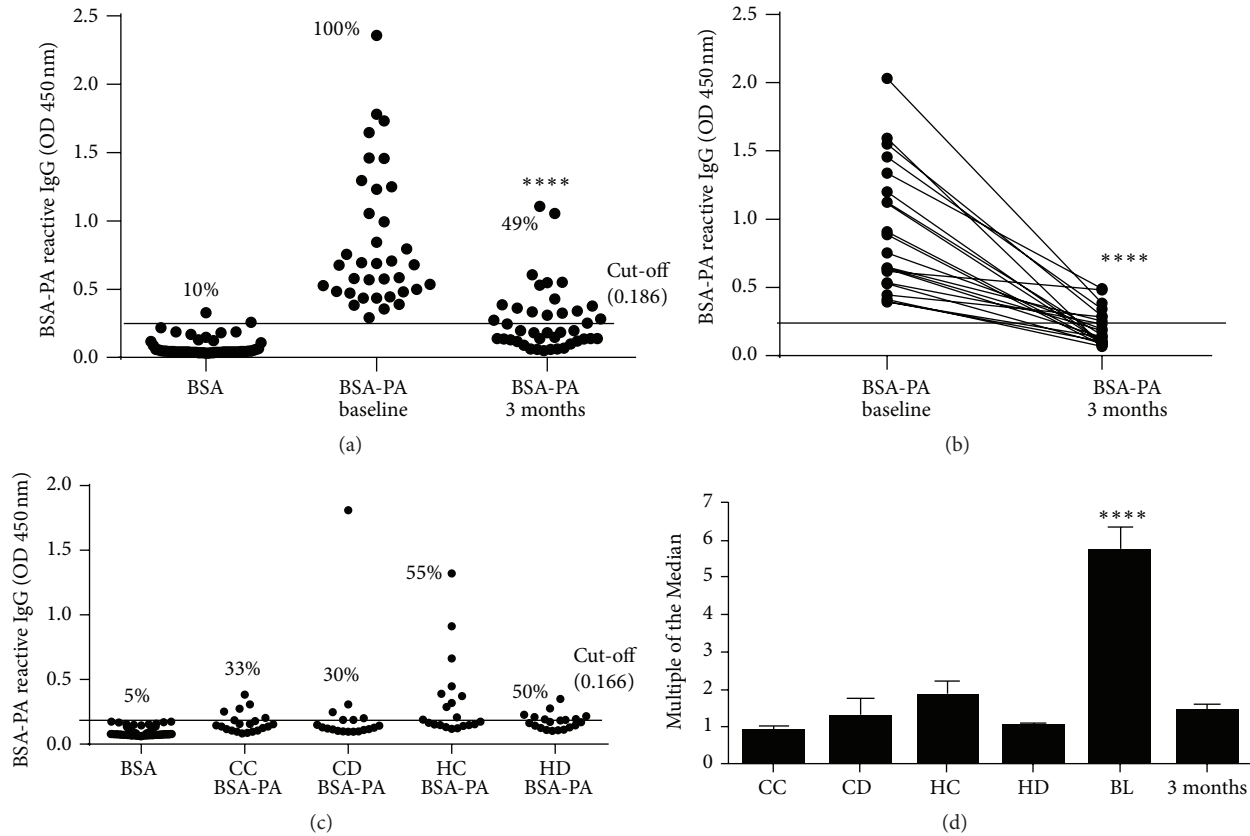 BSA-PA reactive IgG (OD 450 nm)
2.5
2.0
1.5
1.0
0.5
0.0
10%
100%
****
49%
Cut-off
(0.186)
BSA
BSA-PA
baseline
BSA-PA
3 months
(a)
BSA-PA reactive IgG (OD 450 nm)
2.5
2.0
1.5
1.0
0.5
0.0
****
BSA-PA
baseline
BSA-PA
3 months
(b)
BSA-PA reactive IgG (OD 450 nm)
2.0
1.5
1.0
0.5
0.0
5%
33%
30%
55%
50%
Cut-off
(0.166)
BSA
CC
BSA-PA
CD
BSA-PA
HC
BSA-PA
HD
BSA-PA
(c)
Multiple of the Median
7
6
5
4
3
2
1
0
****
CC
CD
HC
HD
BL
3 months
(d)